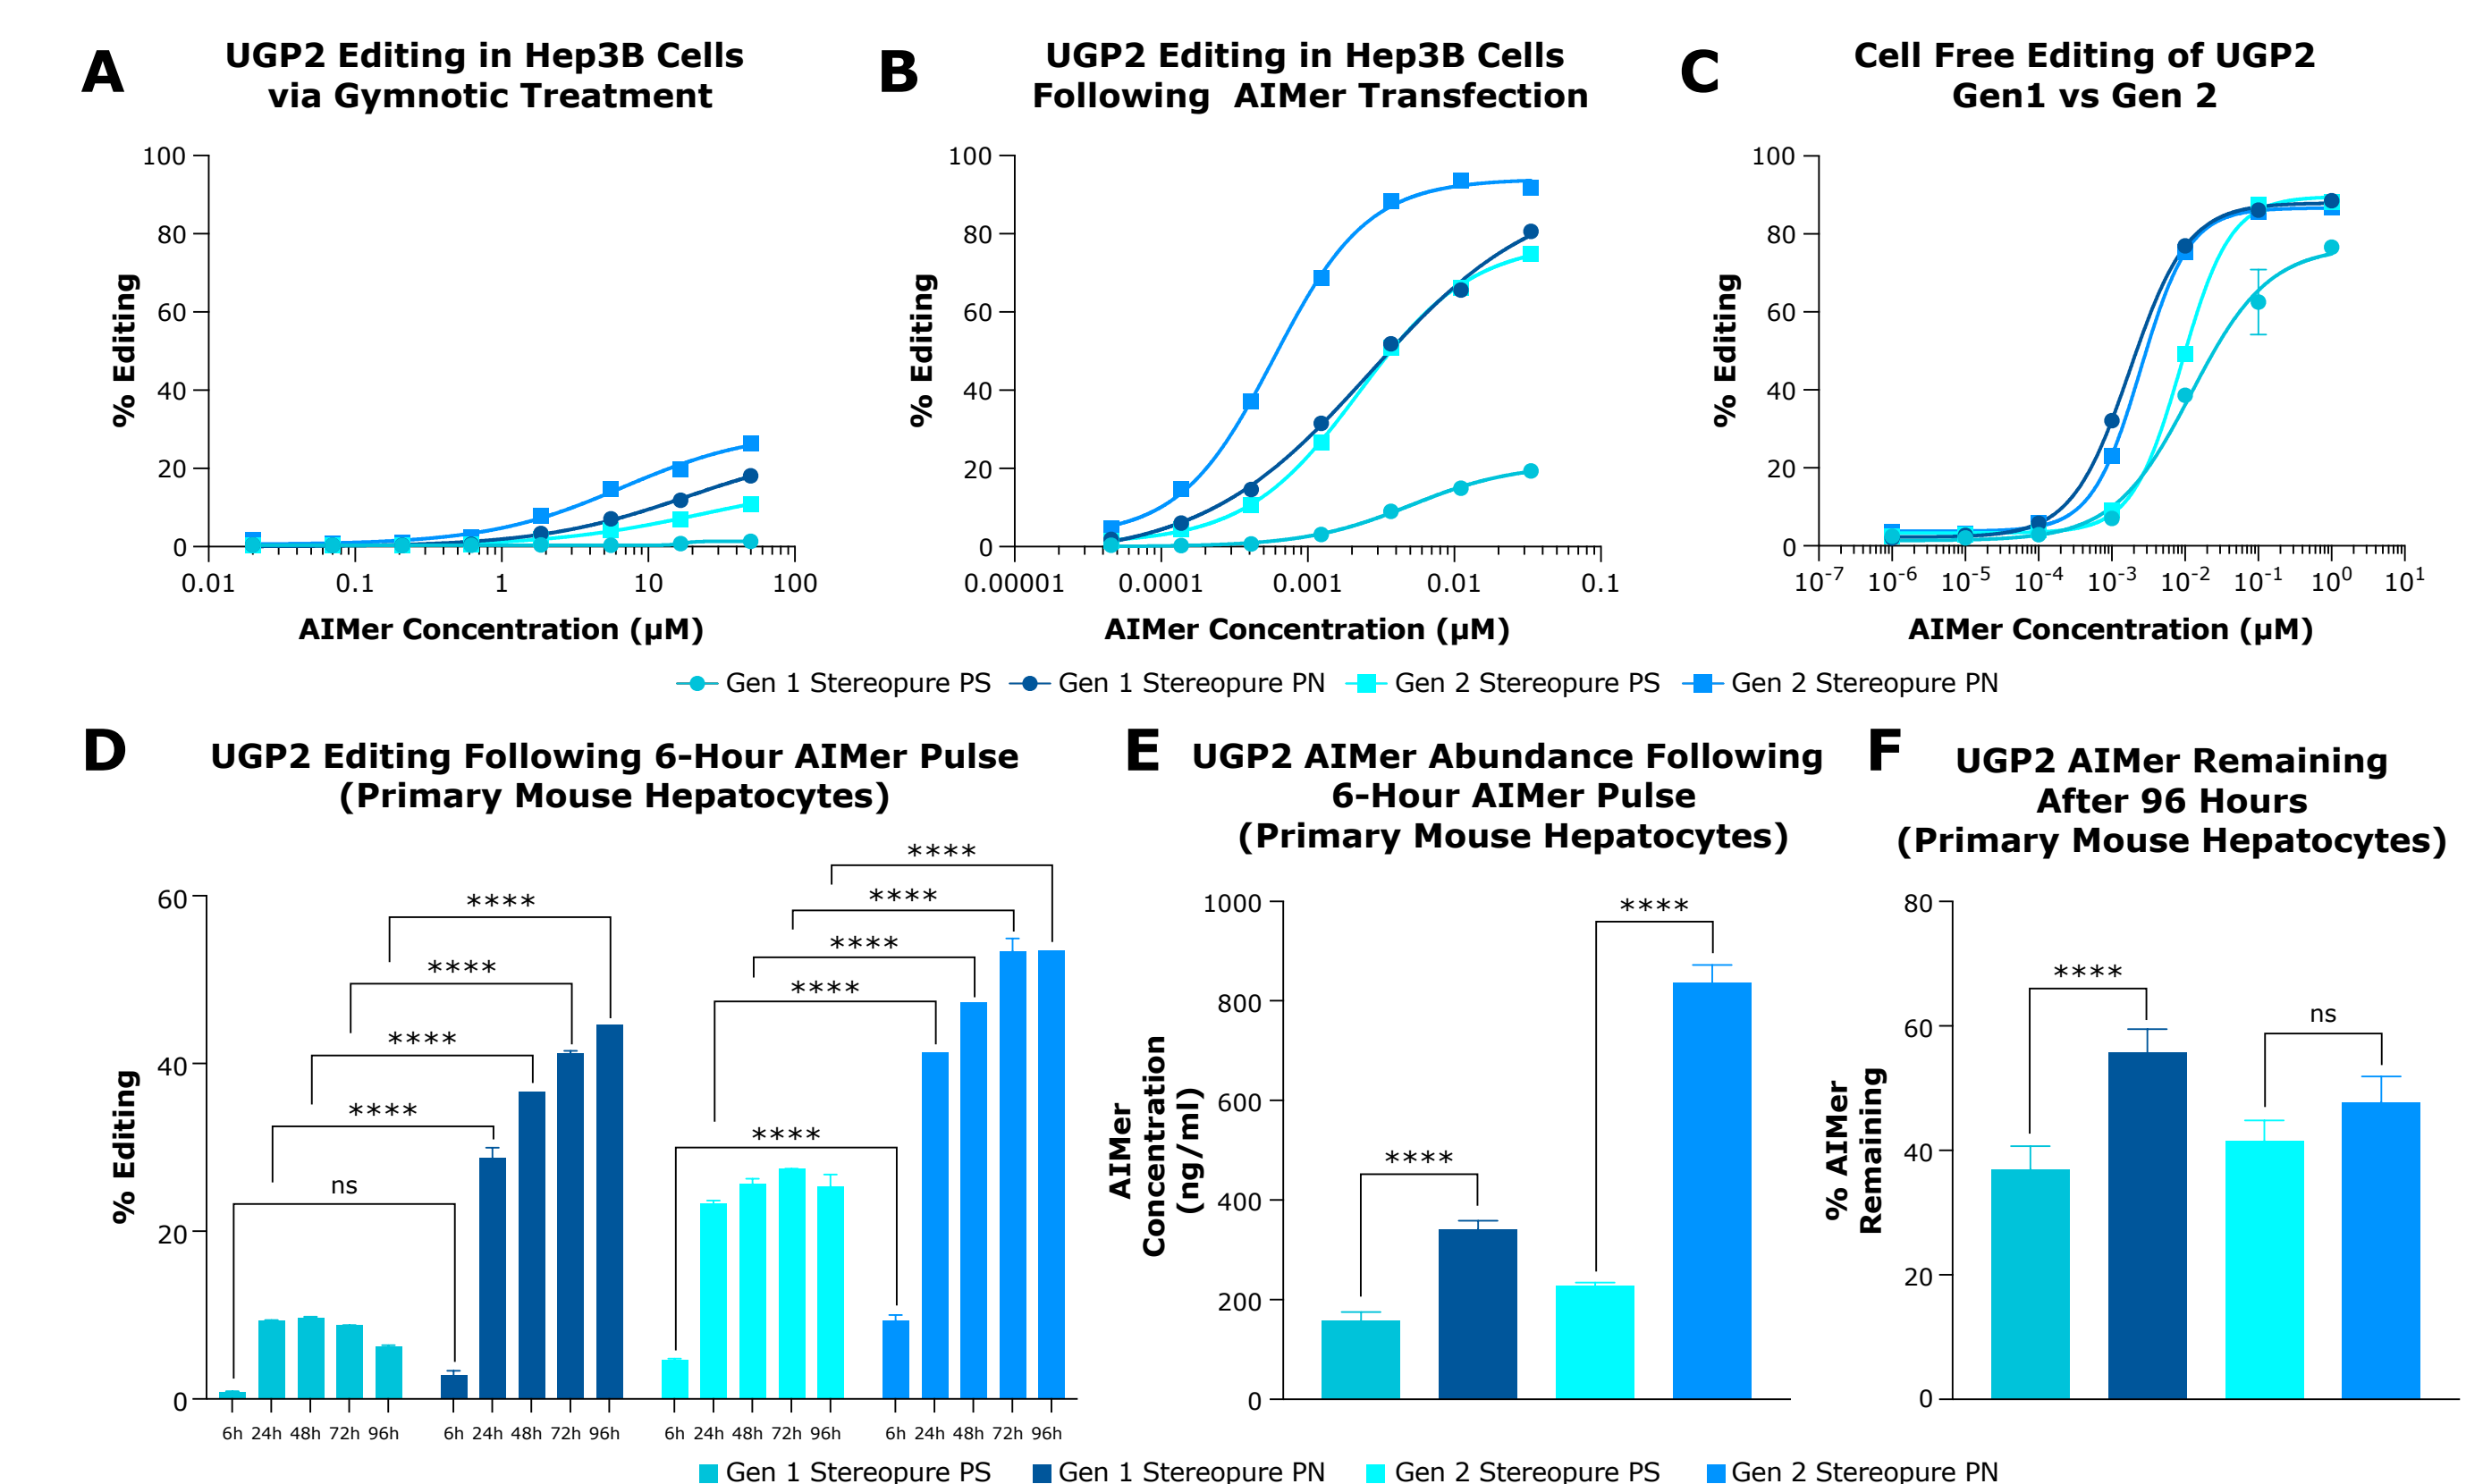 A
UGP2 Editing in Hep3B Cells
via Gymnotic Treatment
100
80
60
40
20
0
% Editing
0.01 0.1 1 10 100
AIMer Concentration (µM)
B
UGP2 Editing in Hep3B Cells
Following AIMer Transfection
100
80
60
40
20
0
% Editing
0.00001 0.0001 0.001 0.01 0.1
AIMer Concentration (µM)
C
Cell Free Editing of UGP2
Gen1 vs Gen 2
100
80
60
40
20
0
% Editing
10⁻⁷ 10⁻⁶ 10⁻⁵ 10⁻⁴ 10⁻³ 10⁻² 10⁻¹ 10⁰ 10¹
AIMer Concentration (µM)
Gen 1 Stereopure PS Gen 1 Stereopure PN Gen 2 Stereopure PS Gen 2 Stereopure PN
D
UGP2 Editing Following 6-Hour AIMer Pulse
(Primary Mouse Hepatocytes)
60
40
20
0
% Editing
****
****
****
****
****
****
****
****
****
ns
6h 24h 48h 72h 96h 6h 24h 48h 72h 96h 6h 24h 48h 72h 96h 6h 24h 48h 72h 96h
E
UGP2 AIMer Abundance Following
6-Hour AIMer Pulse
(Primary Mouse Hepatocytes)
1000
800
600
400
200
0
AIMer
Concentration
(ng/ml)
****
****
F
UGP2 AIMer Remaining
After 96 Hours
(Primary Mouse Hepatocytes)
80
60
40
20
0
% AIMer
Remaining
****
ns
Gen 1 Stereopure PS Gen 1 Stereopure PN Gen 2 Stereopure PS Gen 2 Stereopure PN